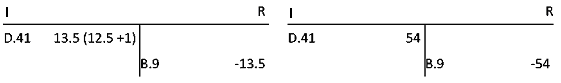 I R
D.41 13.5 (12.5 +1)
B.9 -13.5
I R
D.41 54
B.9 -54